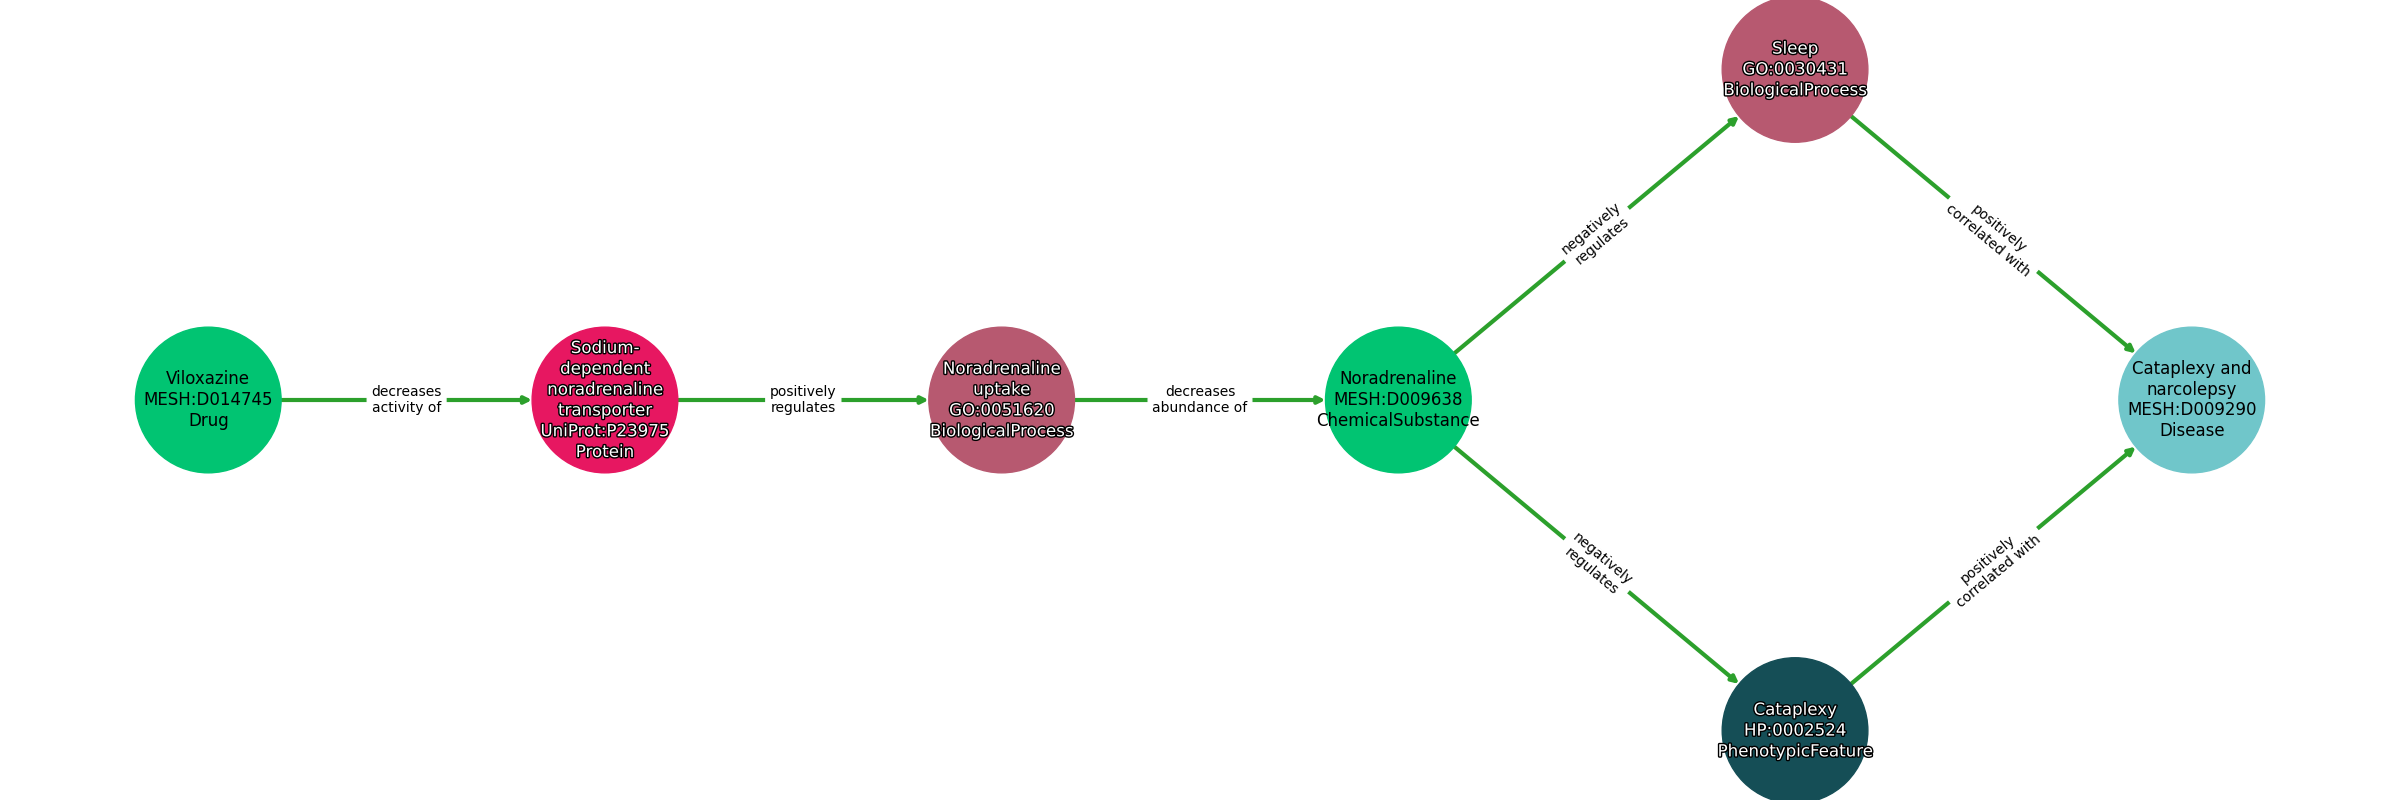 Viloxazine
MESH:D014745
Drug
decreases
activity of
Sodium-
dependent
noradrenaline
transporter
UniProt:P23975
Protein
positively
regulates
Noradrenaline
uptake
GO:0051620
BiologicalProcess
decreases
abundance of
Noradrenaline
MESH:D009638
ChemicalSubstance
negatively
regulates
Sleep
GO:0030431
BiologicalProcess
positively
correlated with
negatively
regulates
Cataplexy
HP:0002524
PhenotypicFeature
positively
correlated with
Cataplexy and
narcolepsy
MESH:D009290
Disease